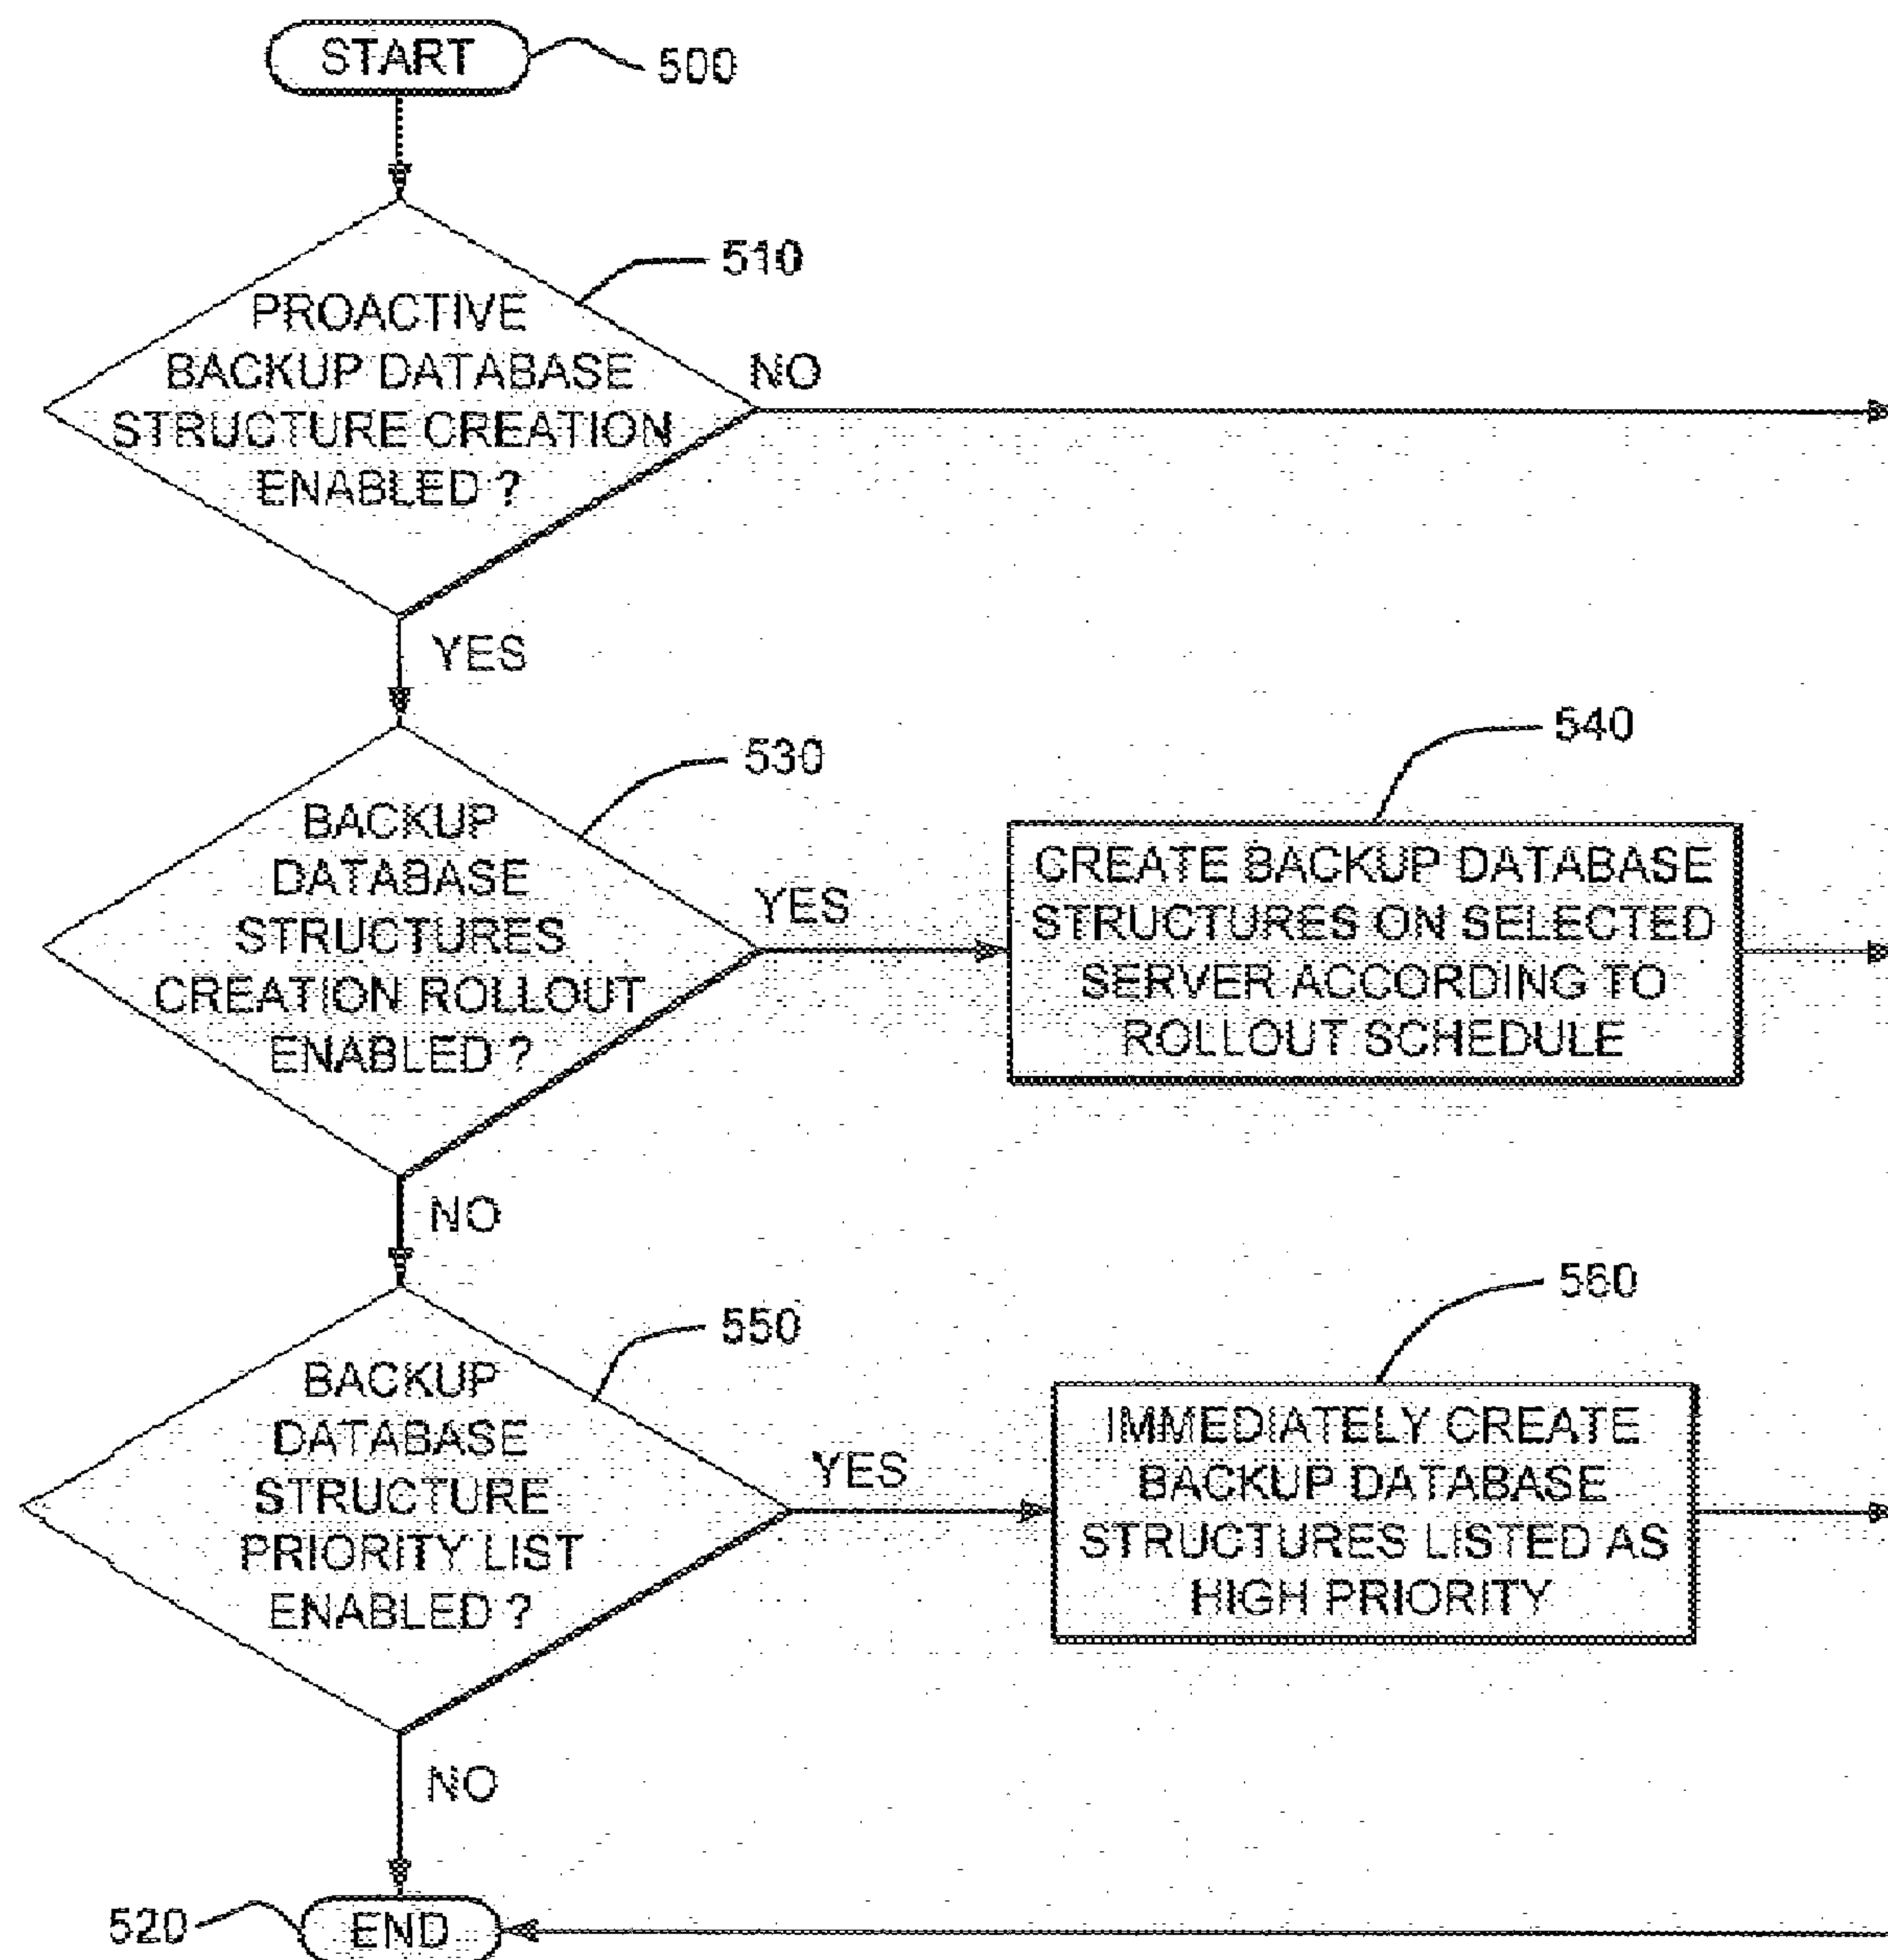 START
500
510
PROACTIVE
BACKUP DATABASE
STRUCTURE CREATION
ENABLED ?
NO
YES
530
BACKUP
DATABASE
STRUCTURES
CREATION ROLLOUT
ENABLED ?
YES
540
CREATE BACKUP DATABASE
STRUCTURES ON SELECTED
SERVER ACCORDING TO
ROLLOUT SCHEDULE
NO
550
BACKUP
DATABASE
STRUCTURE
PRIORITY LIST
ENABLED ?
YES
560
IMMEDIATELY CREATE
BACKUP DATABASE
STRUCTURES LISTED AS
HIGH PRIORITY
NO
520
END